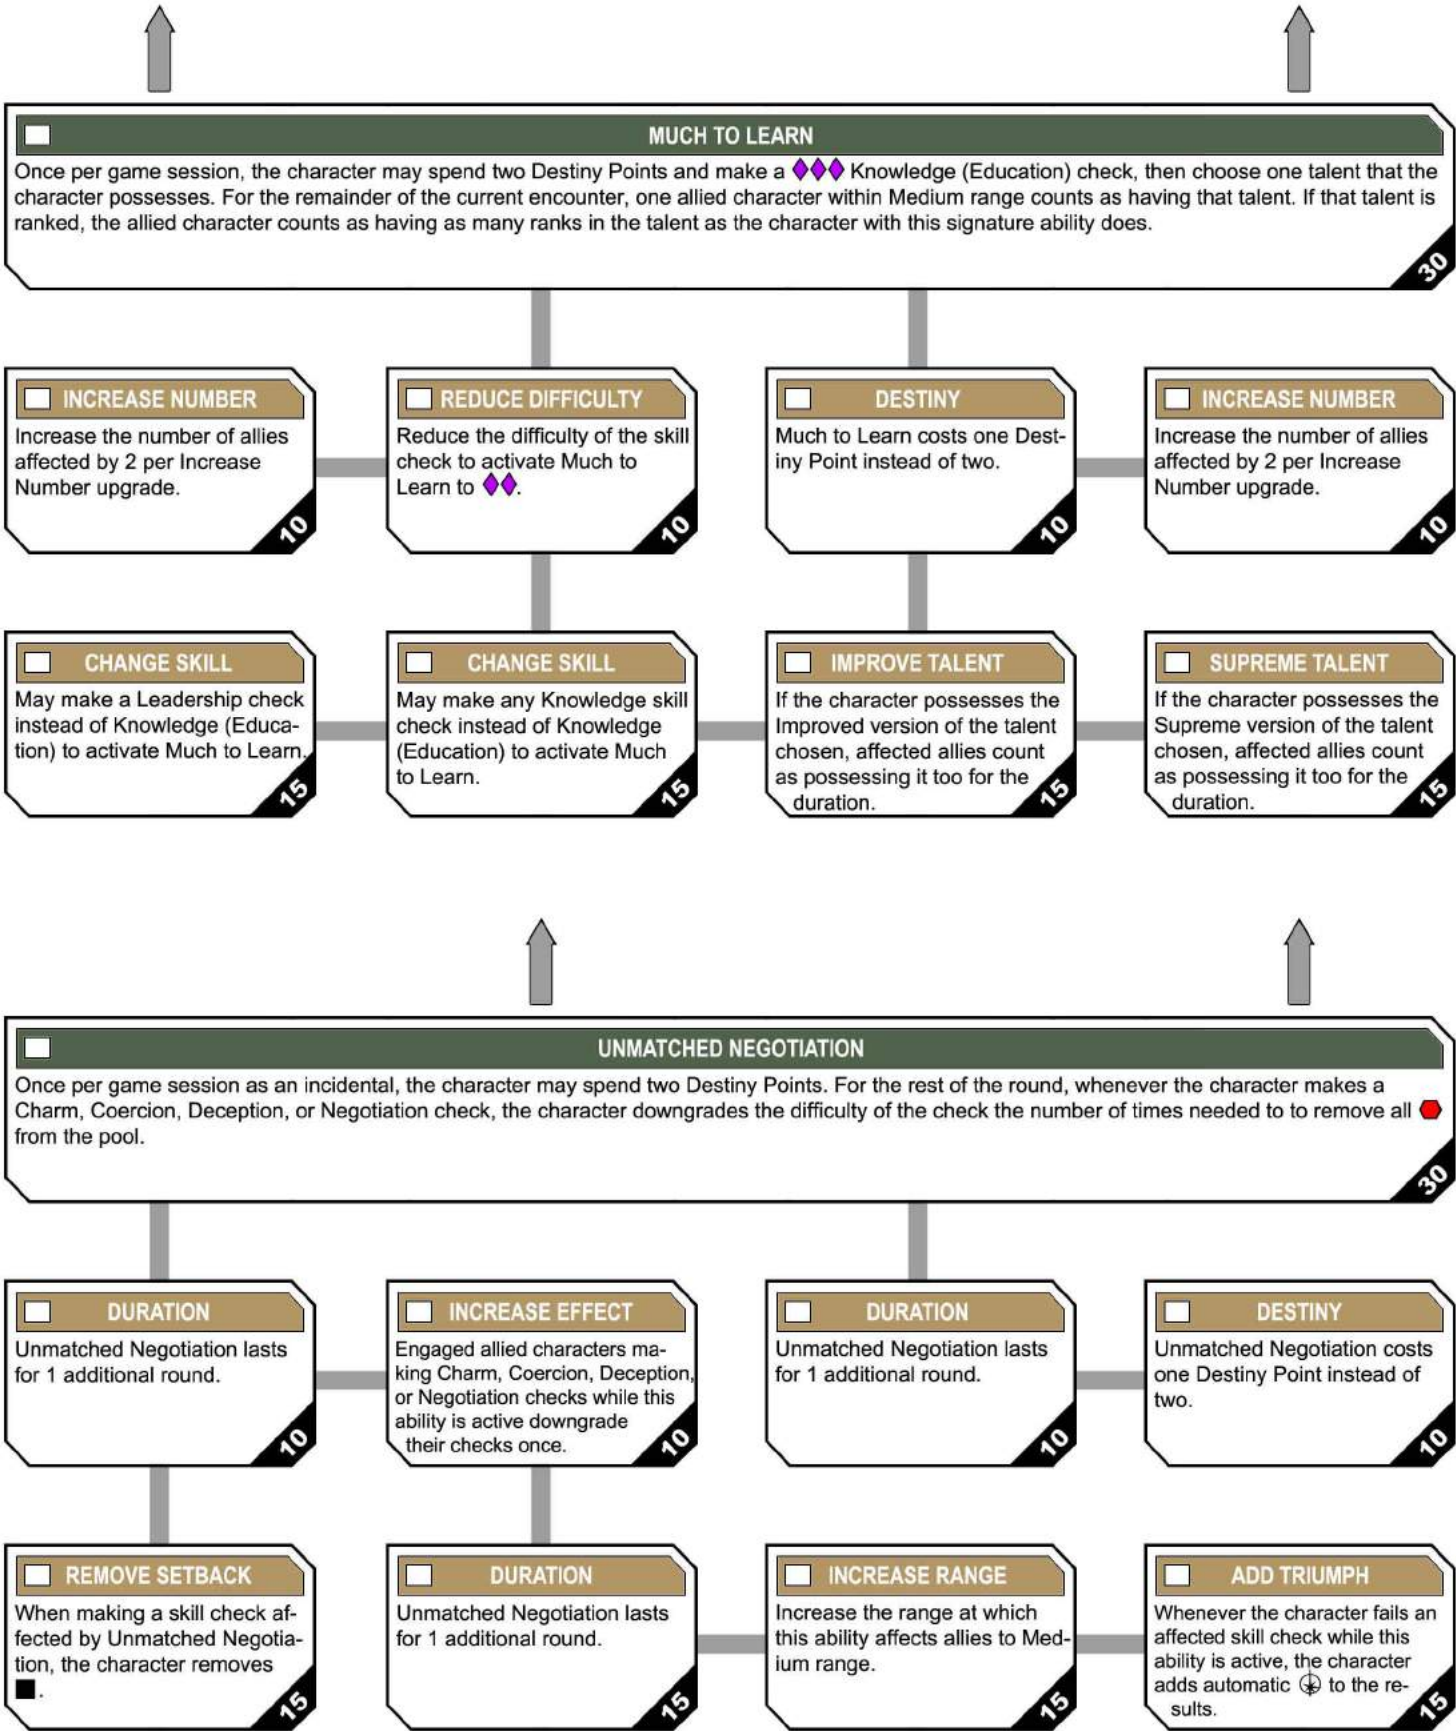 MUCH TO LEARN
Once per game session, the character may spend two Destiny Points and make a ♦♦♦ Knowledge (Education) check, then choose one talent that the
character possesses. For the remainder of the current encounter, one allied character within Medium range counts as having that talent. If that talent is
ranked, the allied character counts as having as many ranks in the talent as the character with this signature ability does.
30
INCREASE NUMBER
Increase the number of allies
affected by 2 per Increase
Number upgrade.
10
REDUCE DIFFICULTY
Reduce the difficulty of the skill
check to activate Much to
Learn to ♦♦.
10
DESTINY
Much to Learn costs one Dest-
iny Point instead of two.
10
INCREASE NUMBER
Increase the number of allies
affected by 2 per Increase
Number upgrade.
10
CHANGE SKILL
May make a Leadership check
instead of Knowledge (Educa-
tion) to activate Much to Learn.
15
CHANGE SKILL
May make any Knowledge skill
check instead of Knowledge
(Education) to activate Much
to Learn.
15
IMPROVE TALENT
If the character possesses the
Improved version of the talent
chosen, affected allies count
as possessing it too for the
duration.
15
SUPREME TALENT
If the character possesses the
Supreme version of the talent
chosen, affected allies count
as possessing it too for the
duration.
15
UNMATCHED NEGOTIATION
Once per game session as an incidental, the character may spend two Destiny Points. For the rest of the round, whenever the character makes a
Charm, Coercion, Deception, or Negotiation check, the character downgrades the difficulty of the check the number of times needed to to remove all ⬢
from the pool.
30
DURATION
Unmatched Negotiation lasts
for 1 additional round.
10
INCREASE EFFECT
Engaged allied characters ma-
king Charm, Coercion, Deception,
or Negotiation checks while this
ability is active downgrade
their checks once.
10
DURATION
Unmatched Negotiation lasts
for 1 additional round.
10
DESTINY
Unmatched Negotiation costs
one Destiny Point instead of
two.
10
REMOVE SETBACK
When making a skill check af-
fected by Unmatched Negotia-
tion, the character removes
■.
15
DURATION
Unmatched Negotiation lasts
for 1 additional round.
15
INCREASE RANGE
Increase the range at which
this ability affects allies to Med-
ium range.
15
ADD TRIUMPH
Whenever the character fails an
affected skill check while this
ability is active, the character
adds automatic to the re-
sults.
15